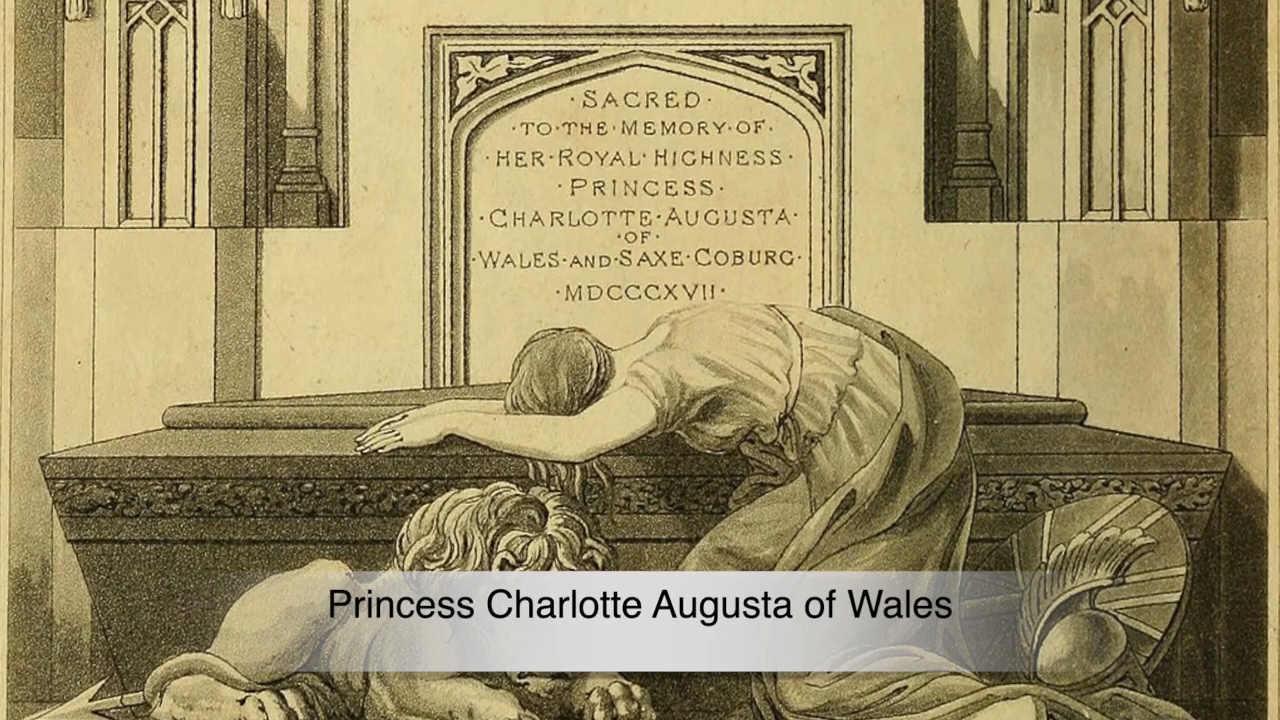 ·SACRED·
·TO·THE·MEMORY·OF·
·HER·ROYAL·HIGHNESS·
·PRINCESS·
·CHARLOTTE·AUGUSTA·
·OF·
·WALES·AND·SAXE·COBURG·
·MDCCCXVII·
Princess Charlotte Augusta of Wales